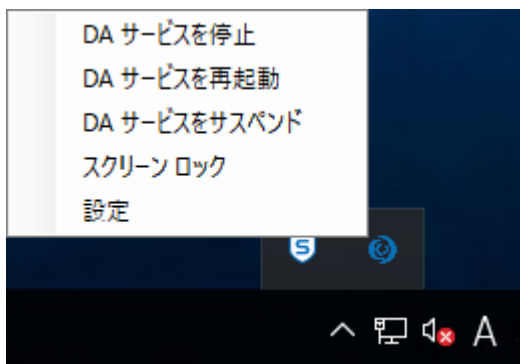 DA サービスを停止
DA サービスを再起動
DA サービスをサスペンド
スクリーン ロック
設定
S
A